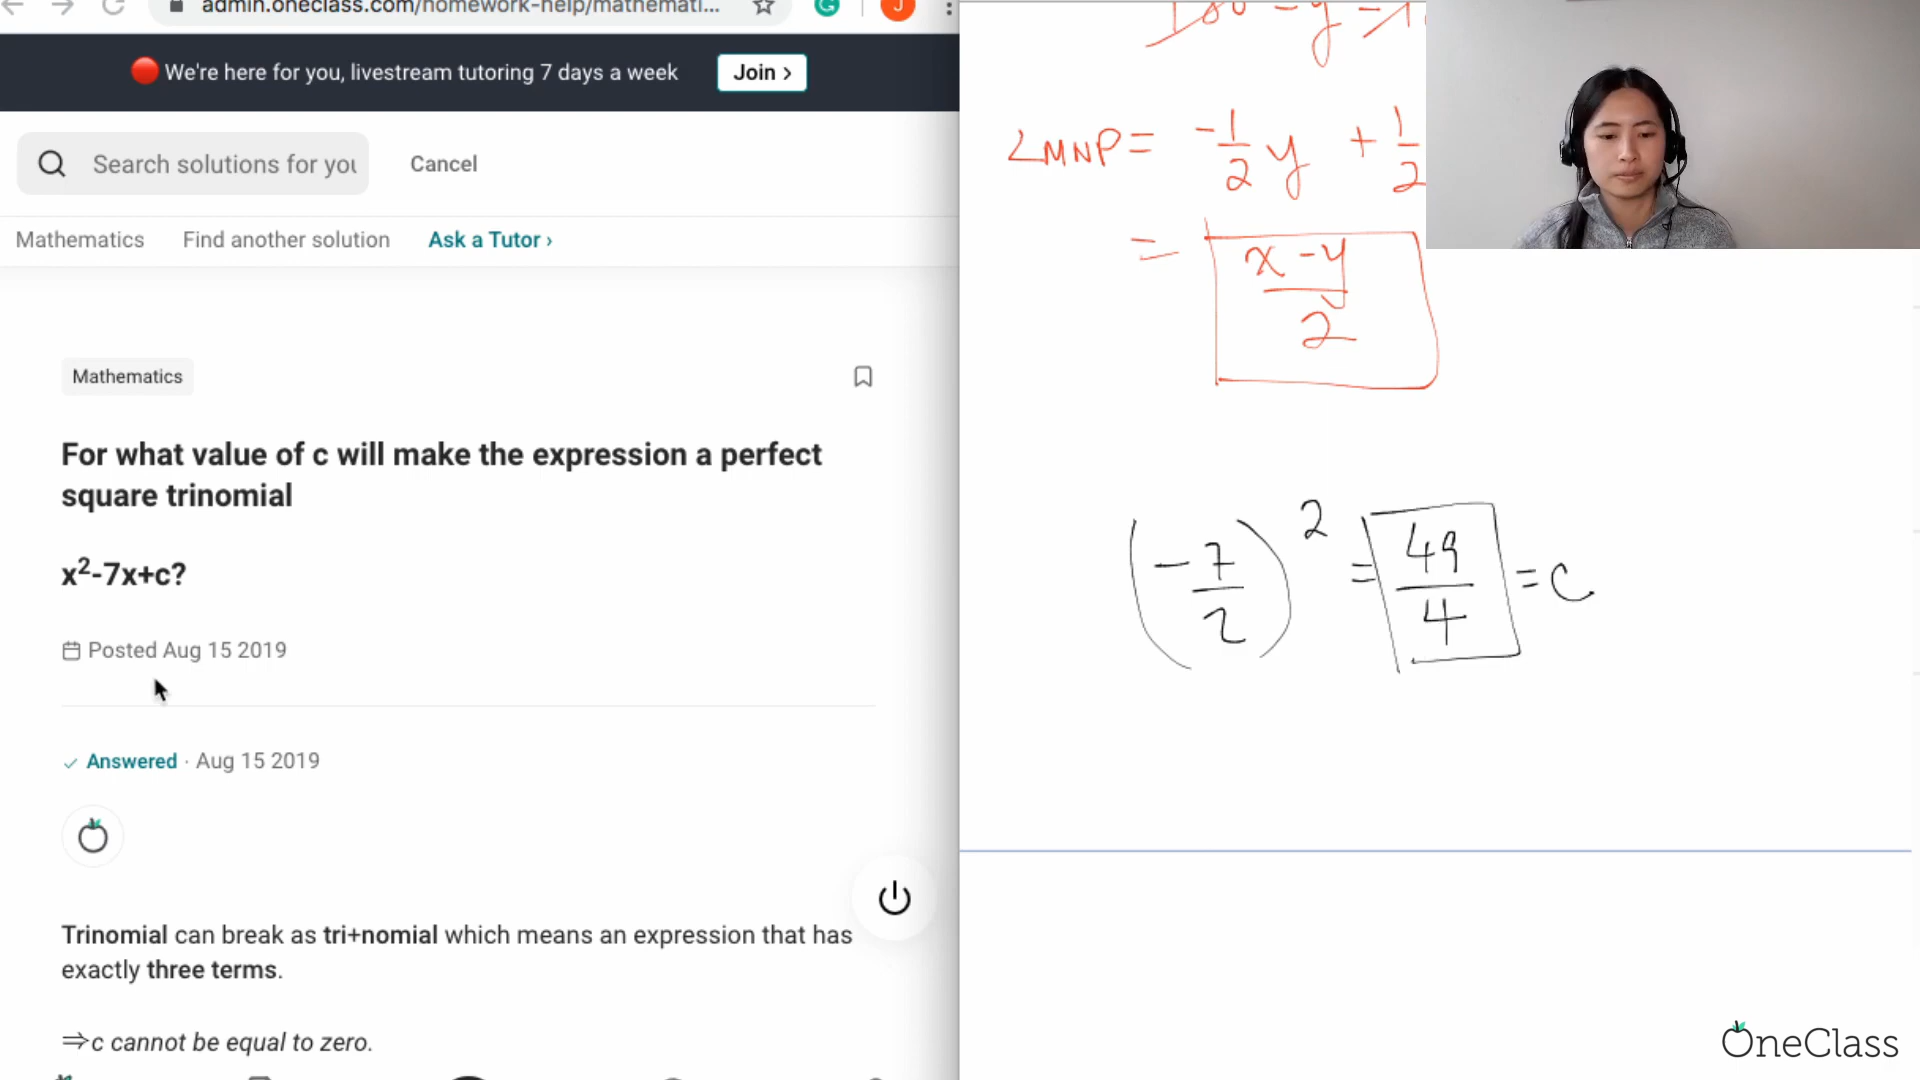 admin.oneclass.com/homework-help/mathemati...
J
We're here for you, livestream tutoring 7 days a week
Join >
Search solutions for you
Cancel
Mathematics
Find another solution
Ask a Tutor ›
Mathematics
For what value of c will make the expression a perfect
square trinomial
x²-7x+c?
Posted Aug 15 2019
Answered · Aug 15 2019
Trinomial can break as tri+nomial which means an expression that has
exactly three terms.
⇒c cannot be equal to zero.
180 - y =
∠MNP = -1/2 y + 1/2
= x-y/2
(-7/2)² = 49/4 = c
OneClass